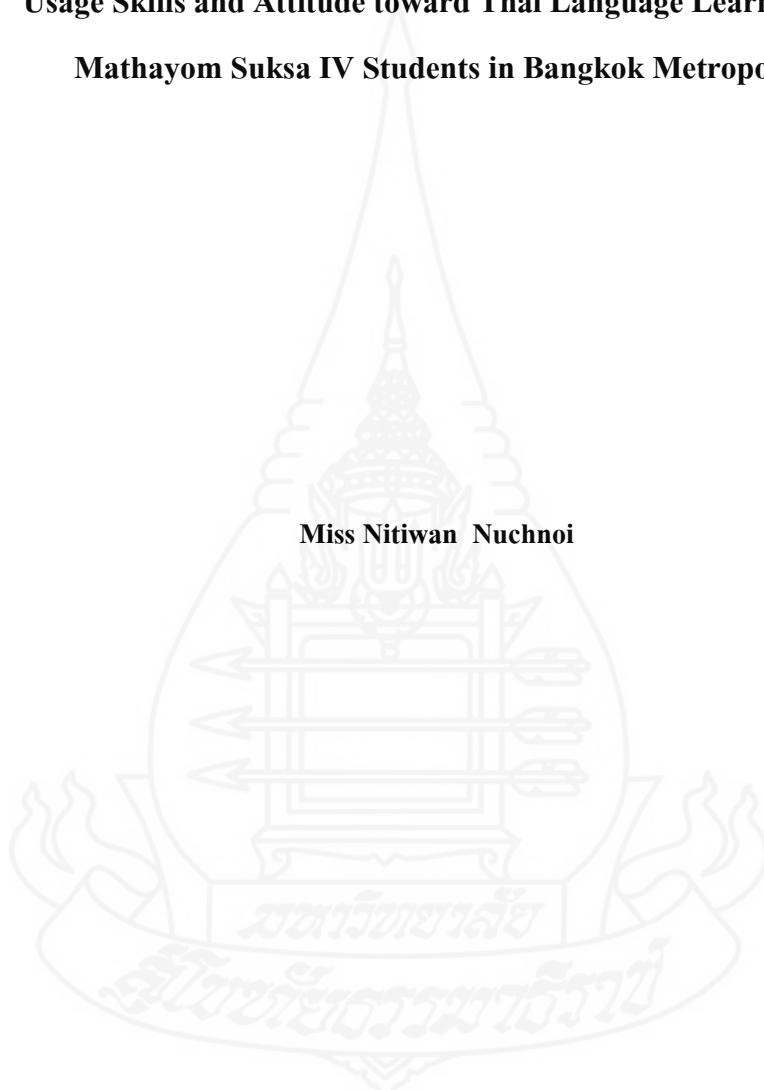 Usage Skills and Attitude toward Thai Language Learn
Mathayom Suksa IV Students in Bangkok Metropo
Miss Nitiwan Nuchnoi
มหาวิทยาลัย
สุโขทัยธรรมาธิราช